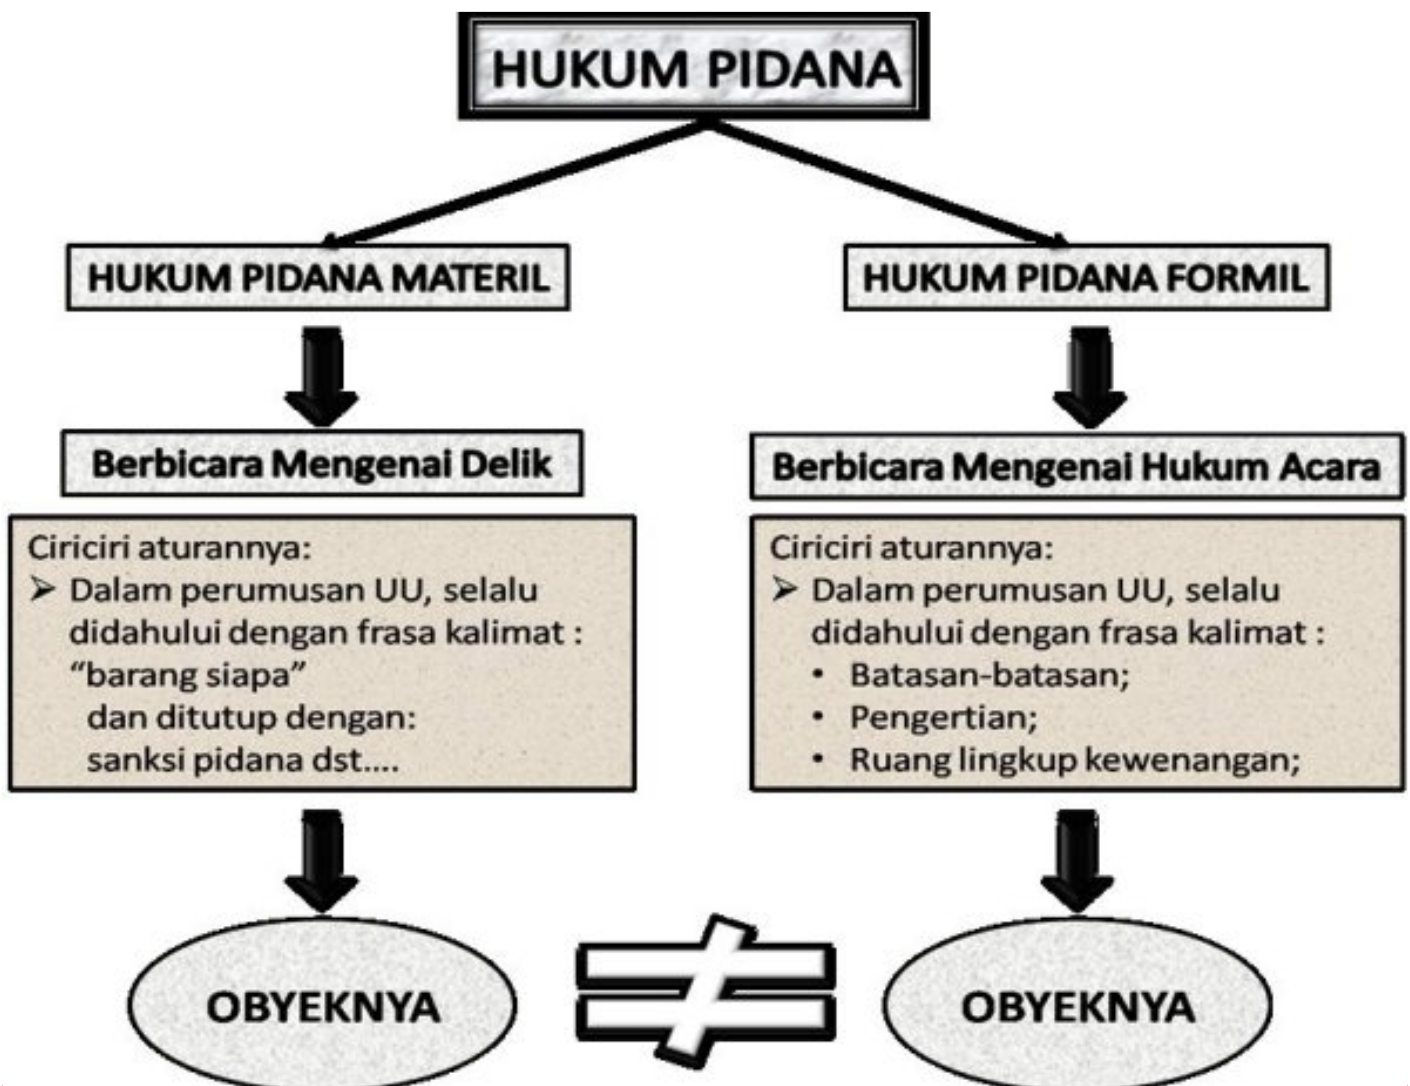 HUKUM PIDANA
HUKUM PIDANA MATERIL
HUKUM PIDANA FORMIL
Berbicara Mengenai Delik
Berbicara Mengenai Hukum Acara
Ciriciri aturannya:
➢ Dalam perumusan UU, selalu
didahului dengan frasa kalimat :
“barang siapa”
dan ditutup dengan:
sanksi pidana dst....
Ciriciri aturannya:
➢ Dalam perumusan UU, selalu
didahului dengan frasa kalimat :
• Batasan-batasan;
• Pengertian;
• Ruang lingkup kewenangan;
OBYEKNYA
≠
OBYEKNYA